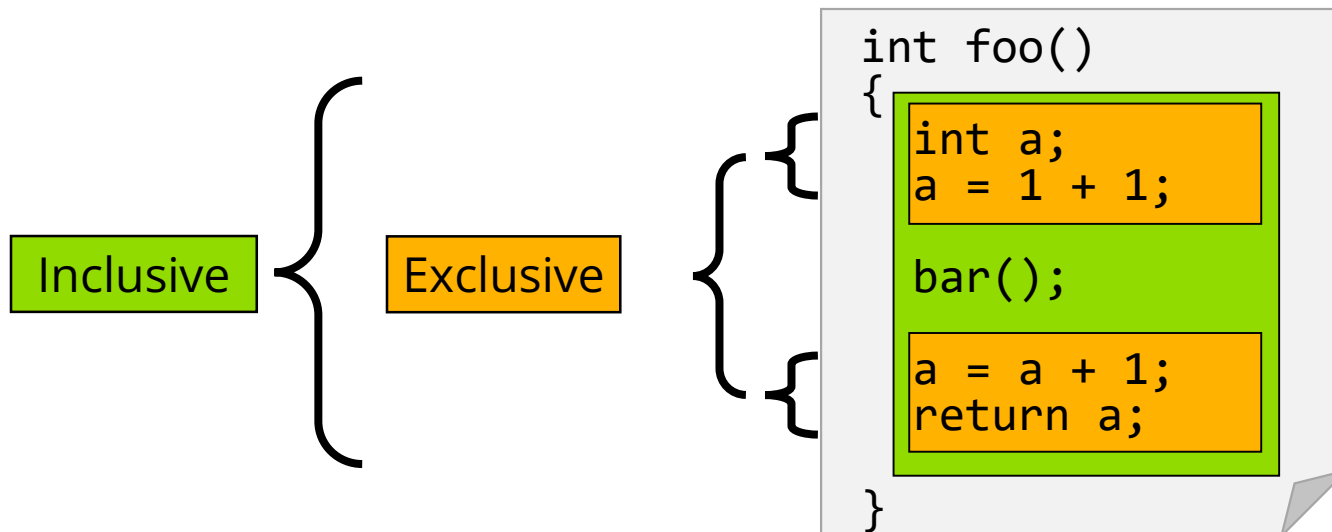 Inclusive
Exclusive
int foo()
{
int a;
a = 1 + 1;
bar();
a = a + 1;
return a;
}